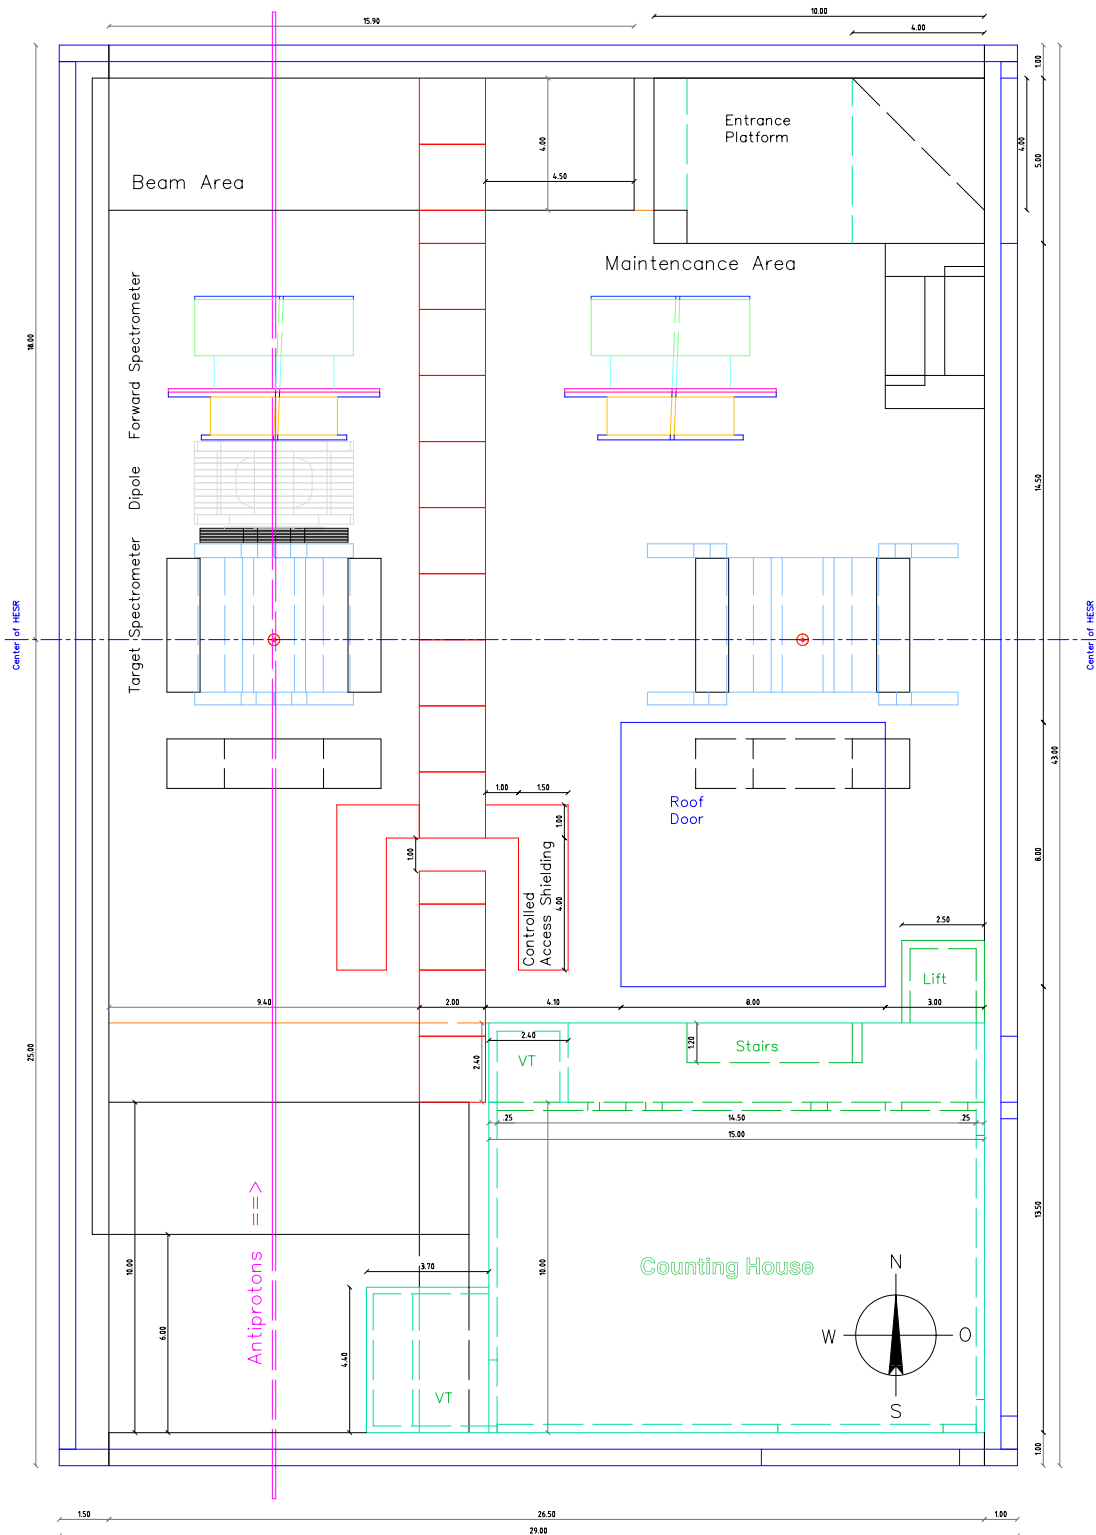 10.00
15.90
4.00
1.00
Entrance
Platform
4.00
4.00
5.00
4.50
Beam Area
Maintencance Area
Forward Spectrometer
18.00
Dipole
14.50
Target Spectrometer
Center of HESR
Center of HESR
43.00
1.00
1.50
Roof
Door
1.00
1.00
8.00
Controlled
Access Shielding
4.00
2.50
Lift
9.40
2.00
4.10
8.00
3.00
25.00
2.40
1.20
Stairs
2.40
VT
.25
14.50
.25
15.00
Antiprotons ==>
13.50
10.00
10.00
Counting House
N
3.70
6.00
W
O
4.40
VT
S
1.00
1.50
26.50
1.00
29.00